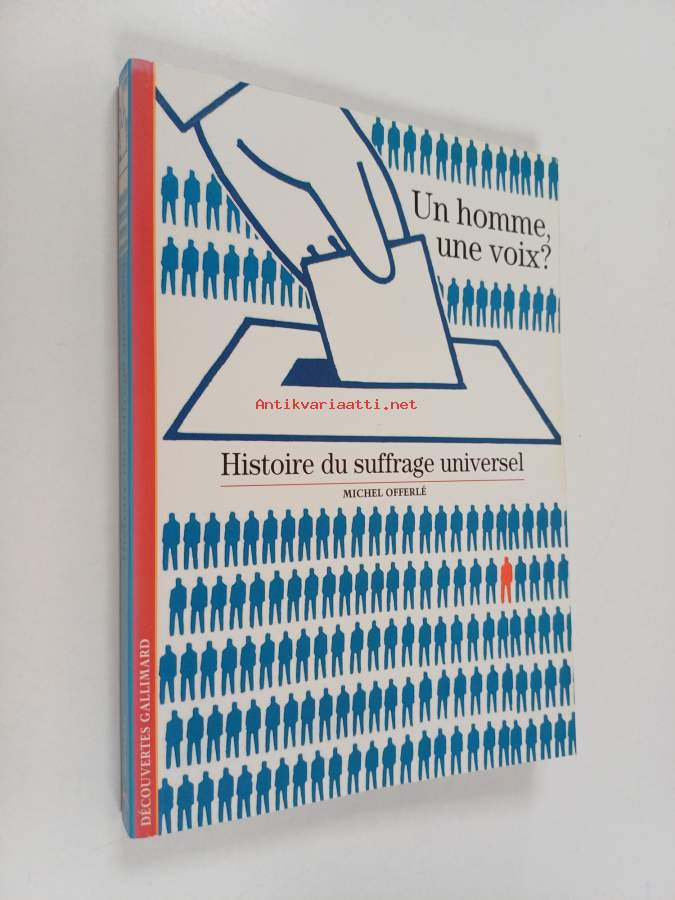 Un homme,
une voix?
Antikvariaatti.net
Histoire du suffrage universel
MICHEL OFFERLÉ
DÉCOUVERTES GALLIMARD